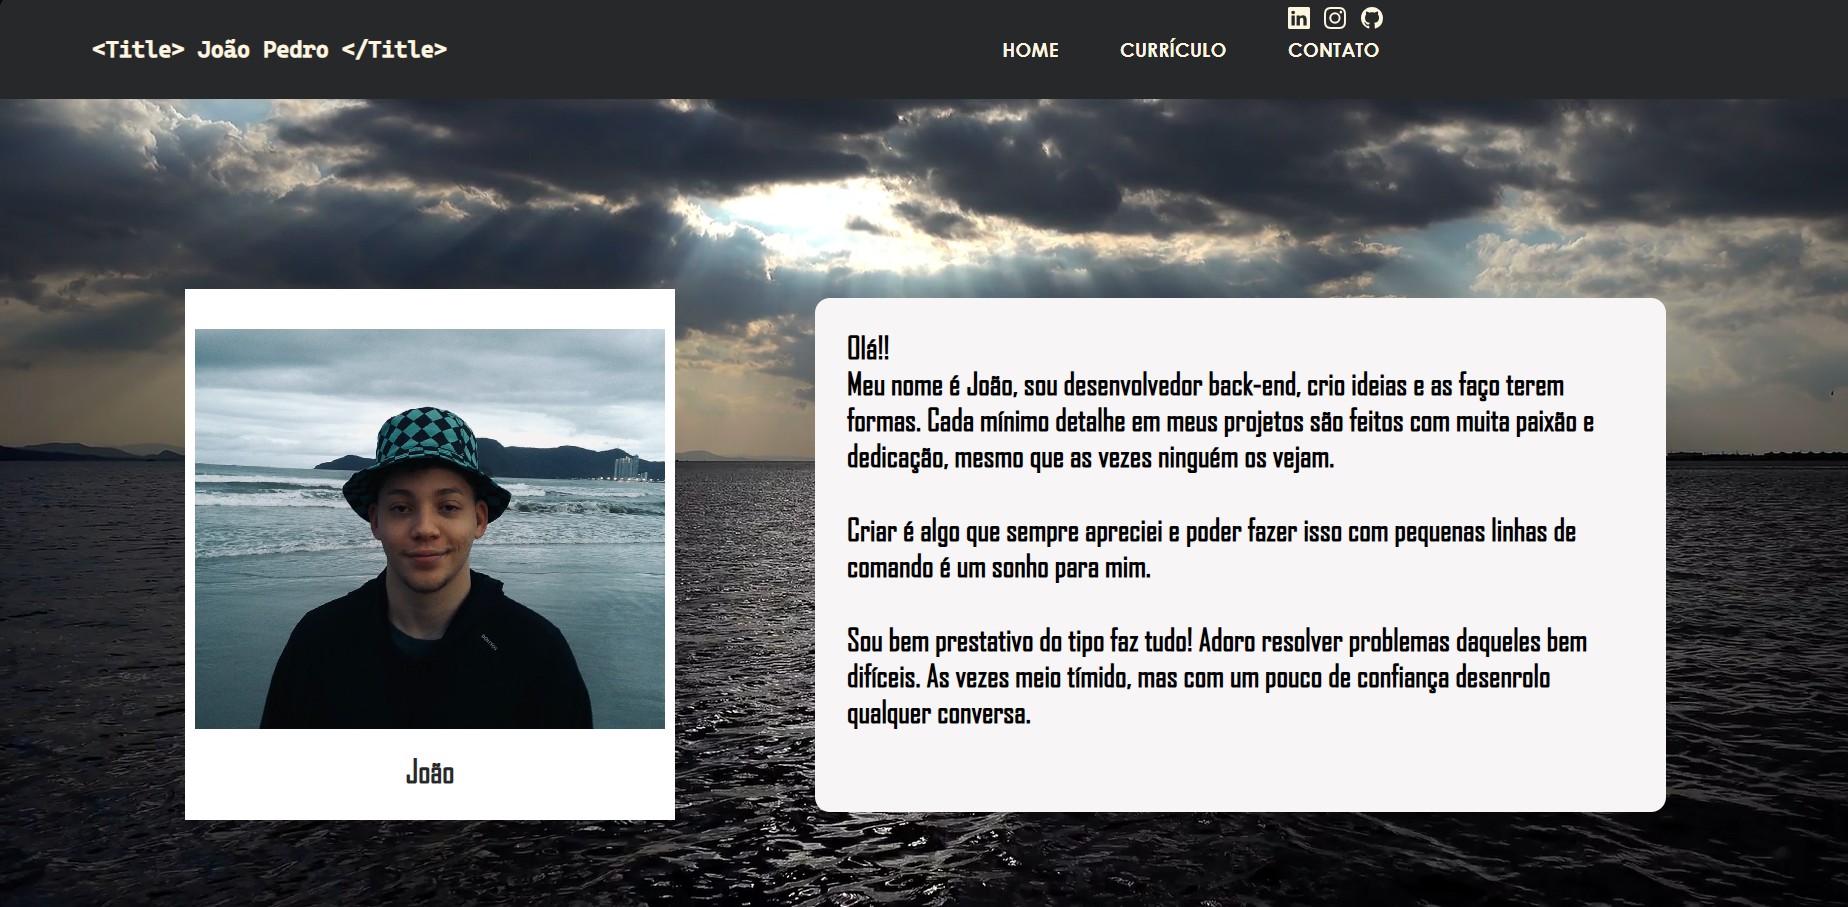 <Title> João Pedro </Title>
HOME
CURRÍCULO
CONTATO
Olá!!
Meu nome é João, sou desenvolvedor back-end, crio ideias e as faço terem
formas. Cada mínimo detalhe em meus projetos são feitos com muita paixão e
dedicação, mesmo que as vezes ninguém os vejam.
Criar é algo que sempre apreciei e poder fazer isso com pequenas linhas de
comando é um sonho para mim.
Sou bem prestativo do tipo faz tudo! Adoro resolver problemas daqueles bem
difíceis. As vezes meio tímido, mas com um pouco de confiança desenrolo
qualquer conversa.
João